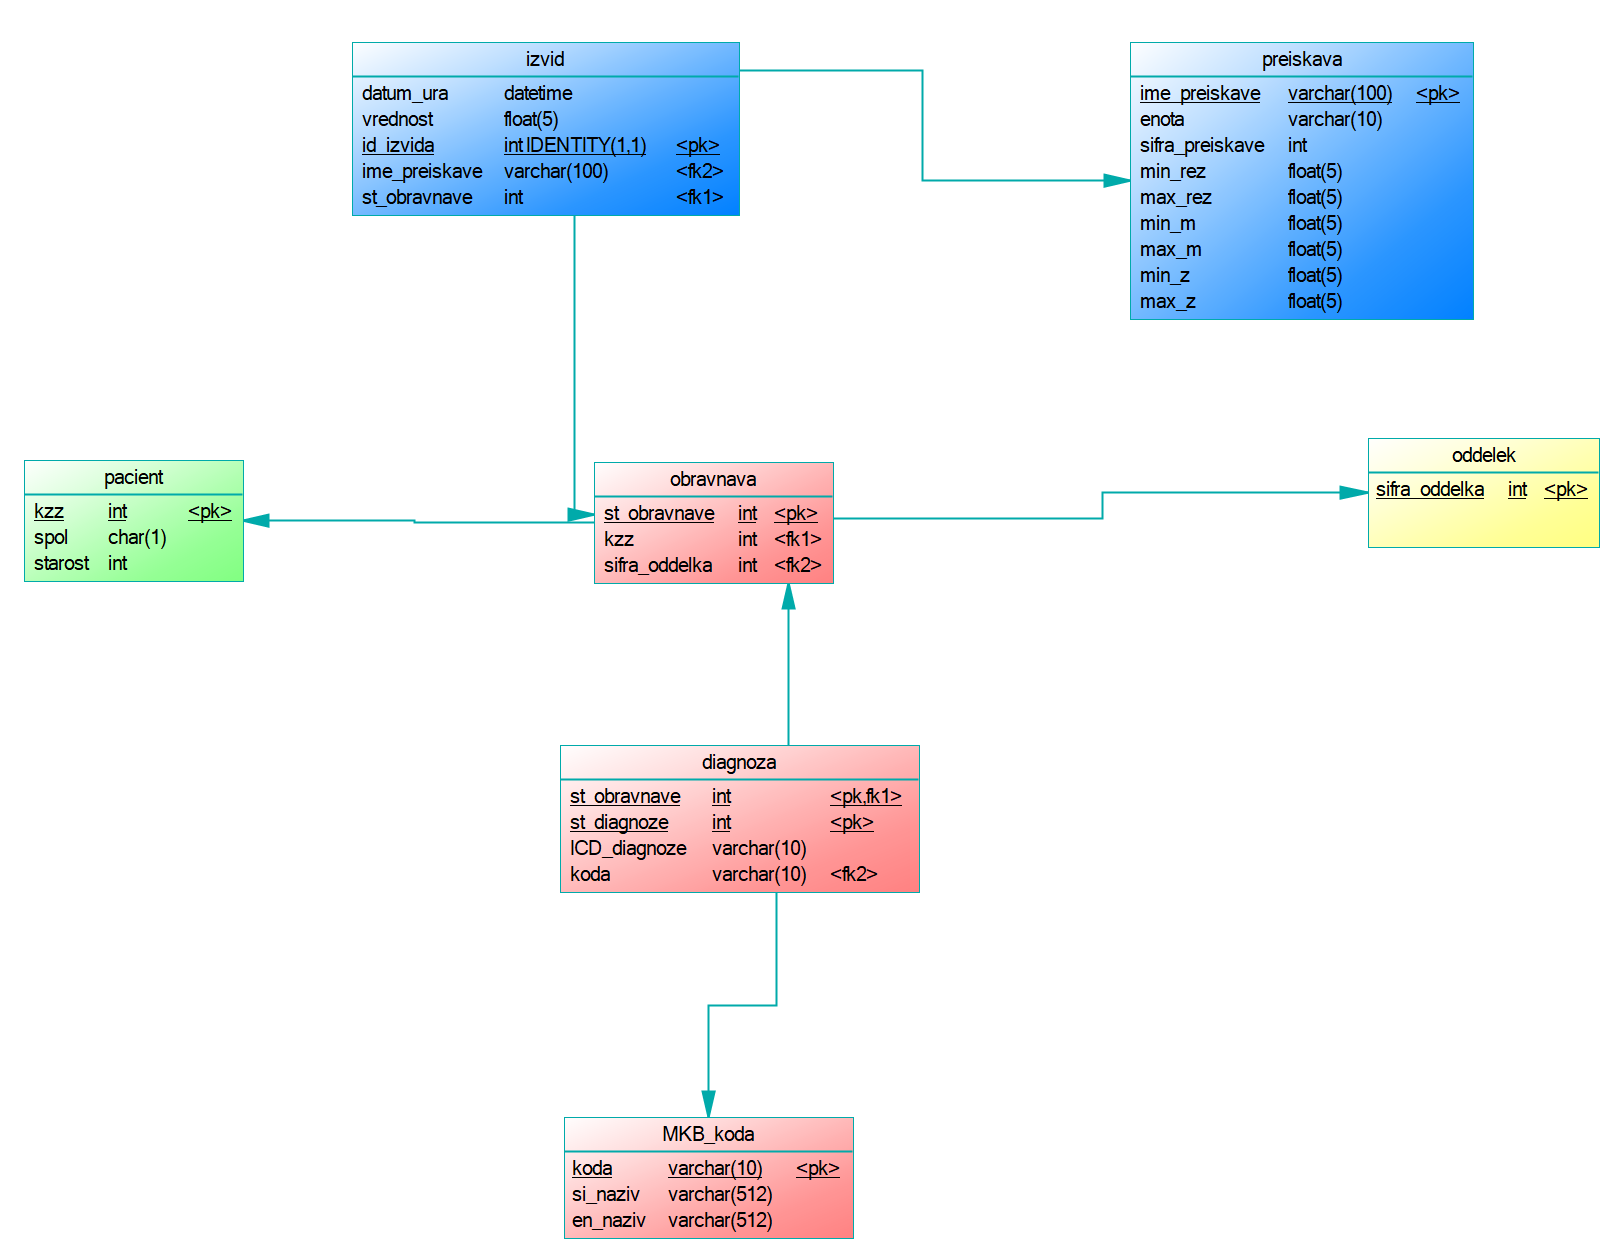 izvid
datum_ura datetime
vrednost float(5)
id_izvida int IDENTITY(1,1) <pk>
ime_preiskave varchar(100) <fk2>
st_obravnave int <fk1>
preiskava
ime_preiskave varchar(100) <pk>
enota varchar(10)
sifra_preiskave int
min_rez float(5)
max_rez float(5)
min_m float(5)
max_m float(5)
min_z float(5)
max_z float(5)
pacient
kzz int <pk>
spol char(1)
starost int
obravnava
st_obravnave int <pk>
kzz int <fk1>
sifra_oddelka int <fk2>
oddelek
sifra_oddelka int <pk>
diagnoza
st_obravnave int <pk,fk1>
st_diagnoze int <pk>
ICD_diagnoze varchar(10)
koda varchar(10) <fk2>
MKB_koda
koda varchar(10) <pk>
si_naziv varchar(512)
en_naziv varchar(512)